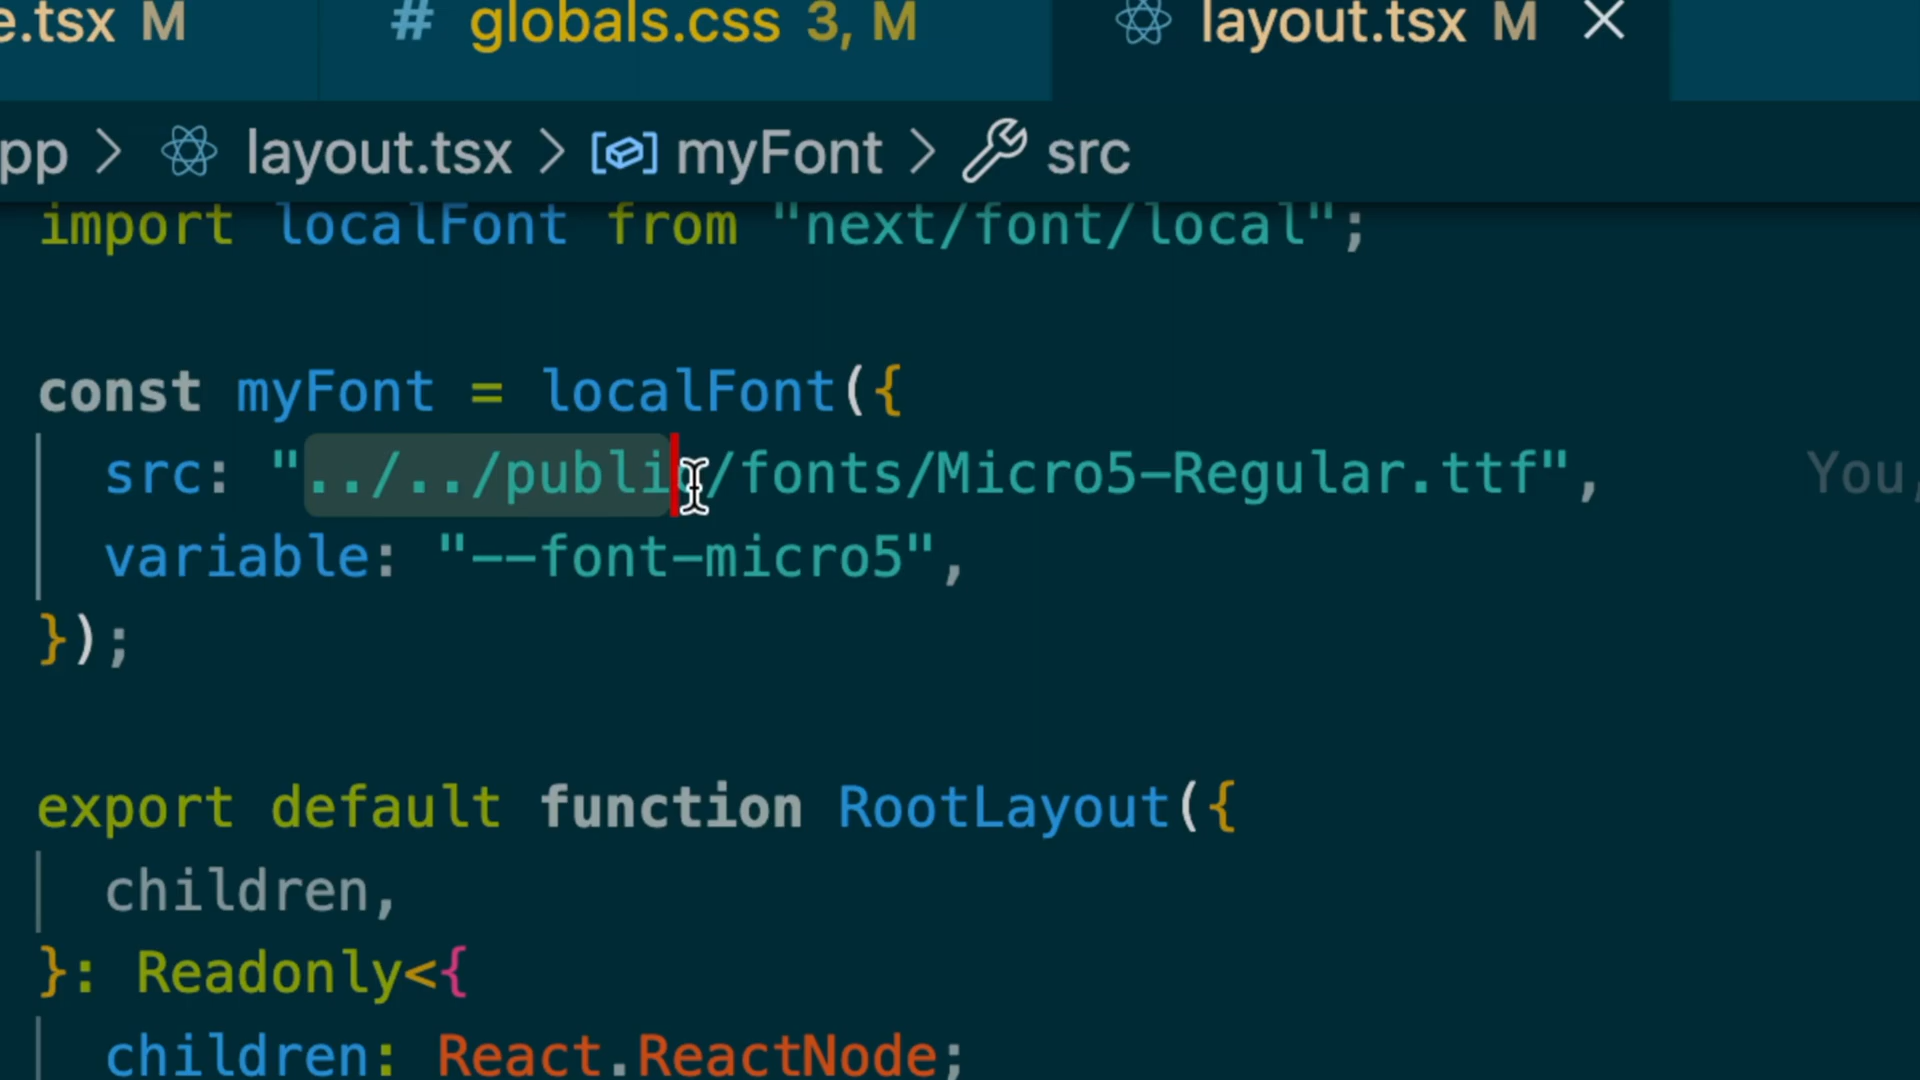 e.tsx M # globals.css 3, M layout.tsx M
pp > layout.tsx > myFont > src
import localFont from "next/font/local";
const myFont = localFont({
src: "../../public/fonts/Micro5-Regular.ttf", You,
variable: "--font-micro5",
});
export default function RootLayout({
children,
}: Readonly<{
children: React.ReactNode;